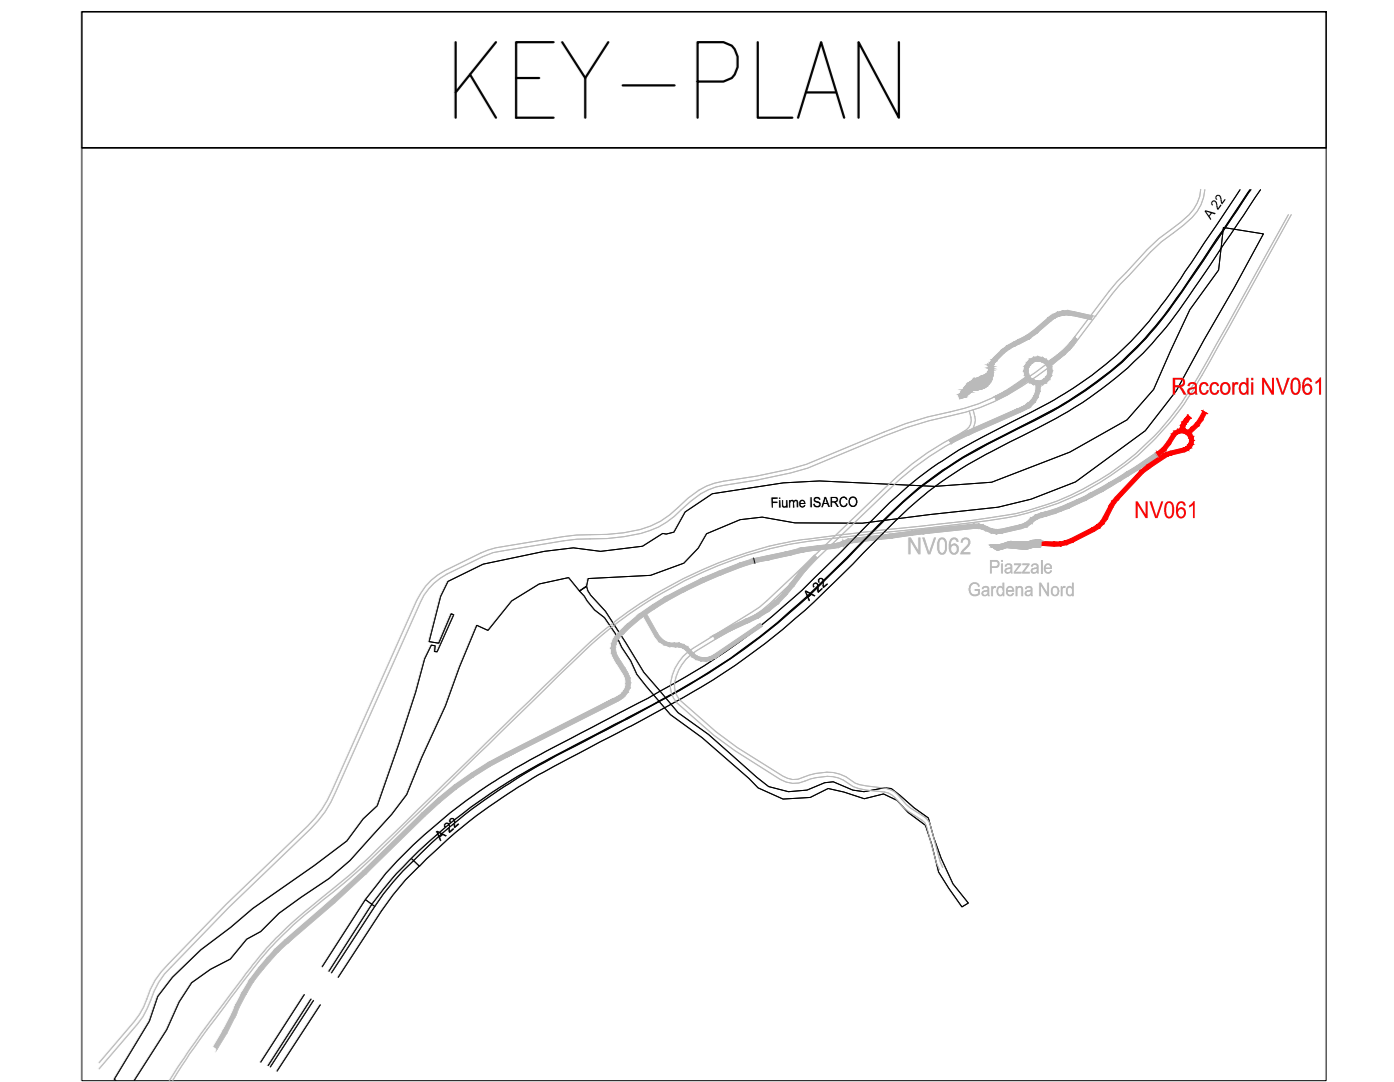 KEY-PLAN
A 22
Raccordi NV061
Fiume ISARCO
NV061
NV062
Piazzale
Gardena Nord
A 22
A 22